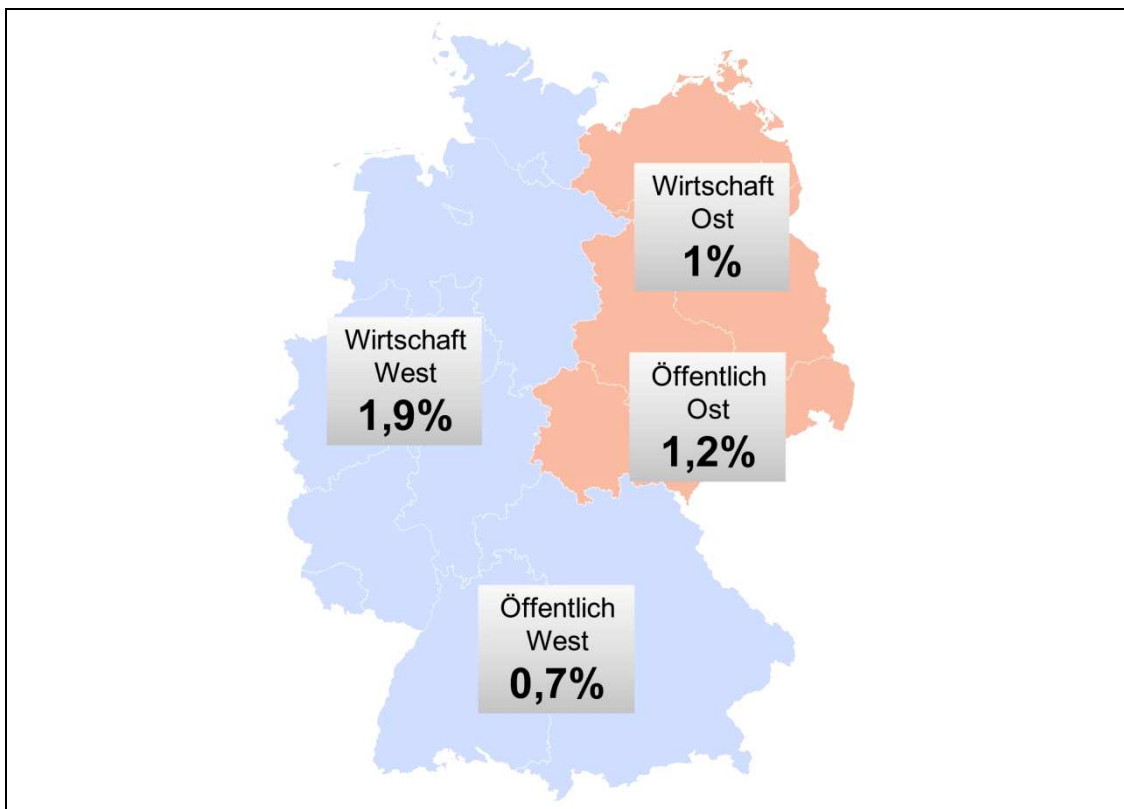 Wirtschaft
Ost
1%
Wirtschaft
West
1,9%
Öffentlich
Ost
1,2%
Öffentlich
West
0,7%